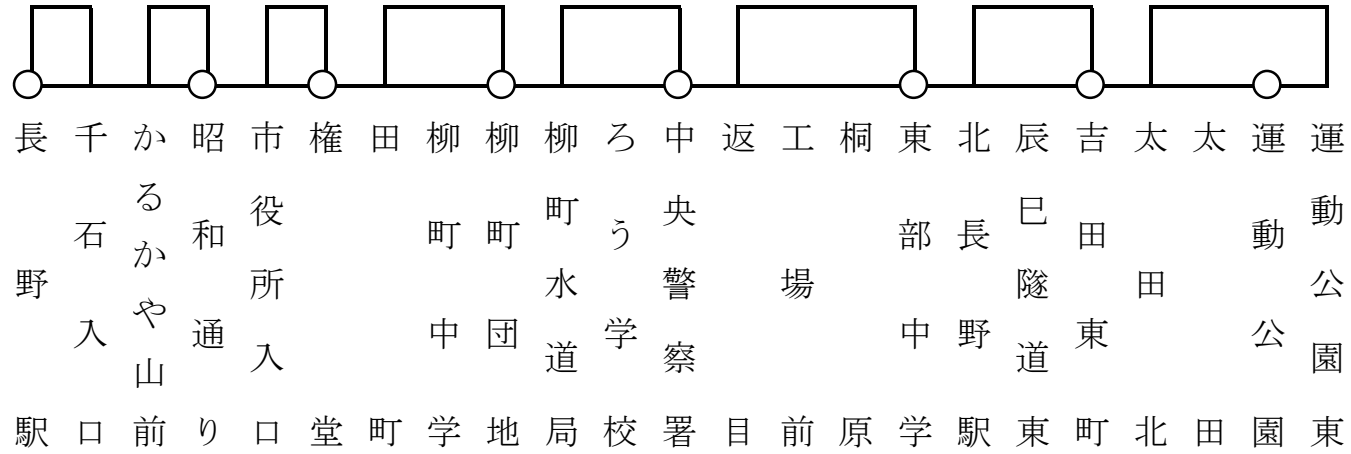 長野駅
千石入口
かるかや山前
昭和通り
市役所入口
権堂
田町
柳町中学
柳町団地
柳町水道局
ろう学校
中央警察署
返目
工場前
桐原
東部中学
北長野駅
辰巳隧道東
吉田東町
太田北
太田
運動公園
運動公園東